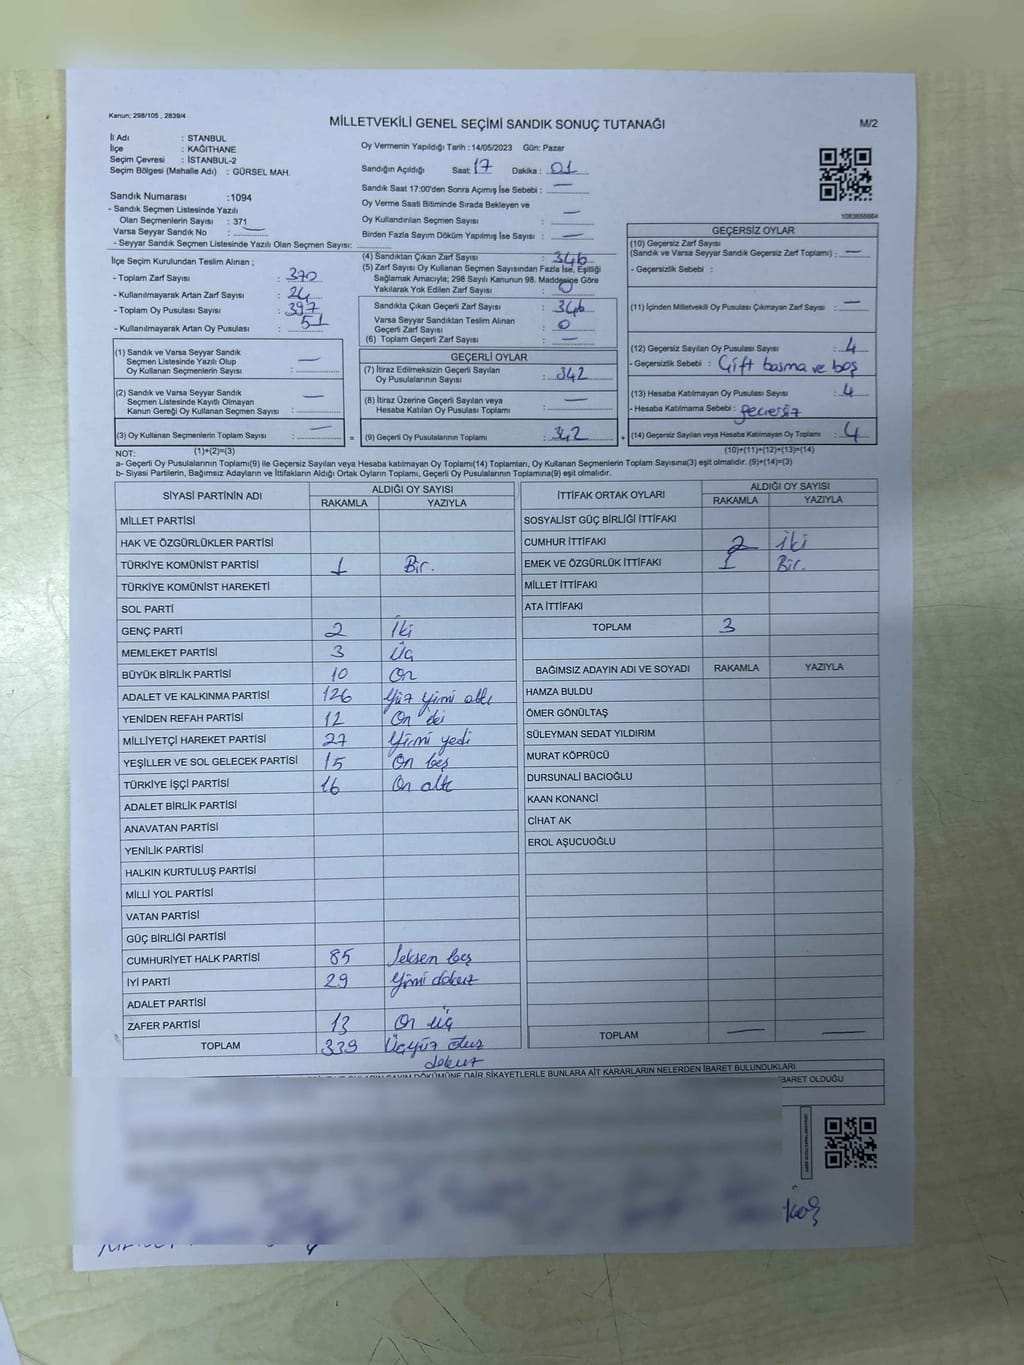 Kanun; 298/105 , 2839/4
MİLLETVEKİLİ GENEL SEÇİMİ SANDIK SONUÇ TUTANAĞI
M/2
İl Adı : STANBUL
İlçe : KAĞITHANE
Seçim Çevresi : İSTANBUL-2
Seçim Bölgesi (Mahalle Adı) : GÜRSEL MAH.
Sandık Numarası :1094
- Sandık Seçmen Listesinde Yazılı
Olan Seçmenlerin Sayısı : 371
Varsa Seyyar Sandık No : —
- Seyyar Sandık Seçmen Listesinde Yazılı Olan Seçmen Sayısı:
Oy Vermenin Yapıldığı Tarih : 14/05/2023 Gün: Pazar
Sandığın Açıldığı Saat: 17 Dakika : 01
Sandık Saat 17:00'den Sonra Açımış İse Sebebi : —
Oy Verme Saati Bitiminde Sırada Bekleyen ve
Oy Kullandırılan Seçmen Sayısı : —
Birden Fazla Sayım Döküm Yapılmış İse Sayısı : —
1083656664
İlçe Seçim Kurulundan Teslim Alınan ;
- Toplam Zarf Sayısı : 370
- Kullanılmayarak Artan Zarf Sayısı : 24
- Toplam Oy Pusulası Sayısı : 397
- Kullanılmayarak Artan Oy Pusulası : 51
(4) Sandıktan Çıkan Zarf Sayısı : 346
(5) Zarf Sayısı Oy Kullanan Seçmen Sayısından Fazla İse, Eşitliği
Sağlamak Amacıyla; 298 Sayılı Kanunun 98. Maddesine Göre
Yakılarak Yok Edilen Zarf Sayısı : 0
Sandıkta Çıkan Geçerli Zarf Sayısı : 346
Varsa Seyyar Sandıktan Teslim Alınan
Geçerli Zarf Sayısı : 0
(6) Toplam Geçerli Zarf Sayısı : —
GEÇERSİZ OYLAR
(10) Geçersiz Zarf Sayısı
(Sandık ve Varsa Seyyar Sandık Geçersiz Zarf Toplamı) : —
- Geçersizlik Sebebi :
(11) İçinden Milletvekili Oy Pusulası Çıkmayan Zarf Sayısı : —
(12) Geçersiz Sayılan Oy Pusulası Sayısı : 4
- Geçersizlik Sebebi : Çift basma ve boş
(13) Hesaba Katılmayan Oy Pusulası Sayısı : 4
- Hesaba Katılmama Sebebi : geçersiz
(14) Geçersiz Sayılan veya Hesaba Katılmayan Oy Toplamı : 4
(10)+(11)+(12)+(13)=(14)
(1) Sandık ve Varsa Seyyar Sandık
Seçmen Listesinde Yazılı Olup
Oy Kullanan Seçmenlerin Sayısı : —
(2) Sandık ve Varsa Seyyar Sandık
Seçmen Listesinde Kayıtlı Olmayan
Kanun Gereği Oy Kullanan Seçmen Sayısı : —
(3) Oy Kullanan Seçmenlerin Toplam Sayısı : —
=
GEÇERLİ OYLAR
(7) İtiraz Edilmeksizin Geçerli Sayılan
Oy Pusulalarının Sayısı : 342
(8) İtiraz Üzerine Geçerli Sayılan veya
Hesaba Katılan Oy Pusulası Toplamı : —
(9) Geçerli Oy Pusulalarının Toplamı : 342
+
NOT: (1)+(2)=(3)
a- Geçerli Oy Pusulalarının Toplamı(9) ile Geçersiz Sayılan veya Hesaba katılmayan Oy Toplamı(14) Toplamları, Oy Kullanan Seçmenlerin Toplam Sayısına(3) eşit olmalıdır. (9)+(14)=(3)
b- Siyasi Partilerin, Bağımsız Adayların ve İttifakların Aldığı Ortak Oyların Toplamı, Geçerli Oy Pusulalarının Toplamına(9) eşit olmalıdır.
SİYASİ PARTİNİN ADI ALDIĞI OY SAYISI
RAKAMLA YAZIYLA
MİLLET PARTİSİ
HAK VE ÖZGÜRLÜKLER PARTİSİ
TÜRKİYE KOMÜNİST PARTİSİ 1 Bir.
TÜRKİYE KOMÜNİST HAREKETİ
SOL PARTİ
GENÇ PARTİ 2 İki
MEMLEKET PARTİSİ 3 Üç
BÜYÜK BİRLİK PARTİSİ 10 On
ADALET VE KALKINMA PARTİSİ 126 Yüz yirmi altı
YENİDEN REFAH PARTİSİ 12 On iki
MİLLİYETÇİ HAREKET PARTİSİ 27 Yirmi yedi
YEŞİLLER VE SOL GELECEK PARTİSİ 15 On beş
TÜRKİYE İŞÇİ PARTİSİ 16 On altı
ADALET BİRLİK PARTİSİ
ANAVATAN PARTİSİ
YENİLİK PARTİSİ
HALKIN KURTULUŞ PARTİSİ
MİLLİ YOL PARTİSİ
VATAN PARTİSİ
GÜÇ BİRLİĞİ PARTİSİ
CUMHURİYET HALK PARTİSİ 85 Seksen beş
İYİ PARTİ 29 Yirmi dokuz
ADALET PARTİSİ
ZAFER PARTİSİ 13 On üç
TOPLAM 339 Üçyüz otuz
dokuz
İTTİFAK ORTAK OYLARI ALDIĞI OY SAYISI
RAKAMLA YAZIYLA
SOSYALİST GÜÇ BİRLİĞİ İTTİFAKI
CUMHUR İTTİFAKI 2 İki
EMEK VE ÖZGÜRLÜK İTTİFAKI 1 Bir.
MİLLET İTTİFAKI
ATA İTTİFAKI
TOPLAM 3
BAĞIMSIZ ADAYIN ADI VE SOYADI RAKAMLA YAZIYLA
HAMZA BULDU
ÖMER GÖNÜLTAŞ
SÜLEYMAN SEDAT YILDIRIM
MURAT KÖPRÜCÜ
DURSUNALİ BACIOĞLU
KAAN KONANCİ
CİHAT AK
EROL AŞUCUOĞLU
TOPLAM — —
SAYIM DÖKÜMÜNE DAİR ŞİKAYETLERLE BUNLARA AİT KARARLARIN NELERDEN İBARET BULUNDUKLARI
İBARET OLDUĞU